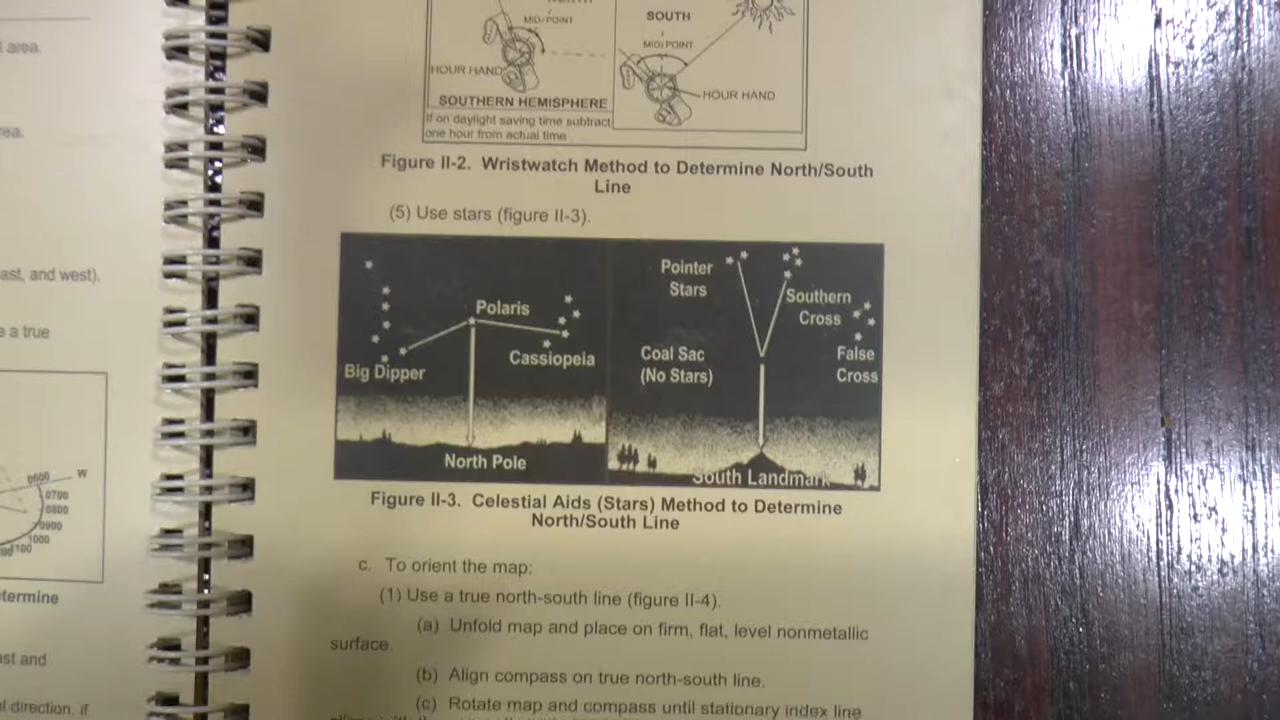 area.
ast, and west).
e a true
0600
W
0700
0800
0900
1000
termine
ast and
direction, if
MID/POINT
HOUR HAND
SOUTHERN HEMISPHERE
If on daylight saving time subtract
one hour from actual time
SOUTH
MID/POINT
HOUR HAND
Figure II-2. Wristwatch Method to Determine North/South
Line
(5) Use stars (figure II-3).
Polaris
Cassiopeia
Big Dipper
North Pole
Pointer
Stars
Southern
Cross
Coal Sac
(No Stars)
False
Cross
South Landmark
Figure II-3. Celestial Aids (Stars) Method to Determine
North/South Line
c. To orient the map:
(1) Use a true north-south line (figure II-4).
(a) Unfold map and place on firm, flat, level nonmetallic
surface.
(b) Align compass on true north-south line.
(c) Rotate map and compass until stationary index line